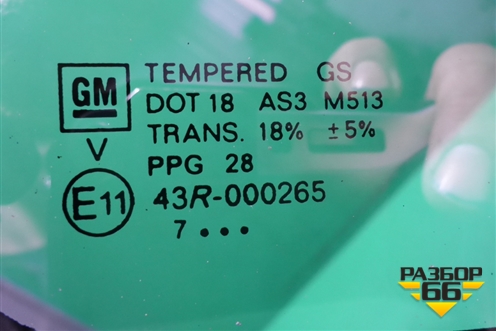 GM
TEMPERED GS
DOT 18 AS3 M513
TRANS. 18% ±5%
V
PPG 28
E11
43R-000265
7 •••
РАЗБОР
66